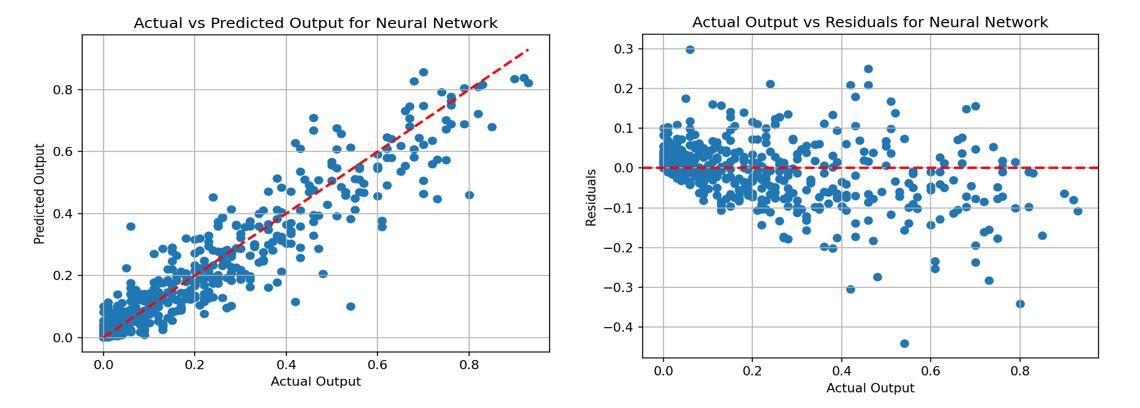 Actual vs Predicted Output for Neural Network
Predicted Output
0.8
0.6
0.4
0.2
0.0
0.0 0.2 0.4 0.6 0.8
Actual Output
Actual Output vs Residuals for Neural Network
Residuals
0.3
0.2
0.1
0.0
−0.1
−0.2
−0.3
−0.4
0.0 0.2 0.4 0.6 0.8
Actual Output